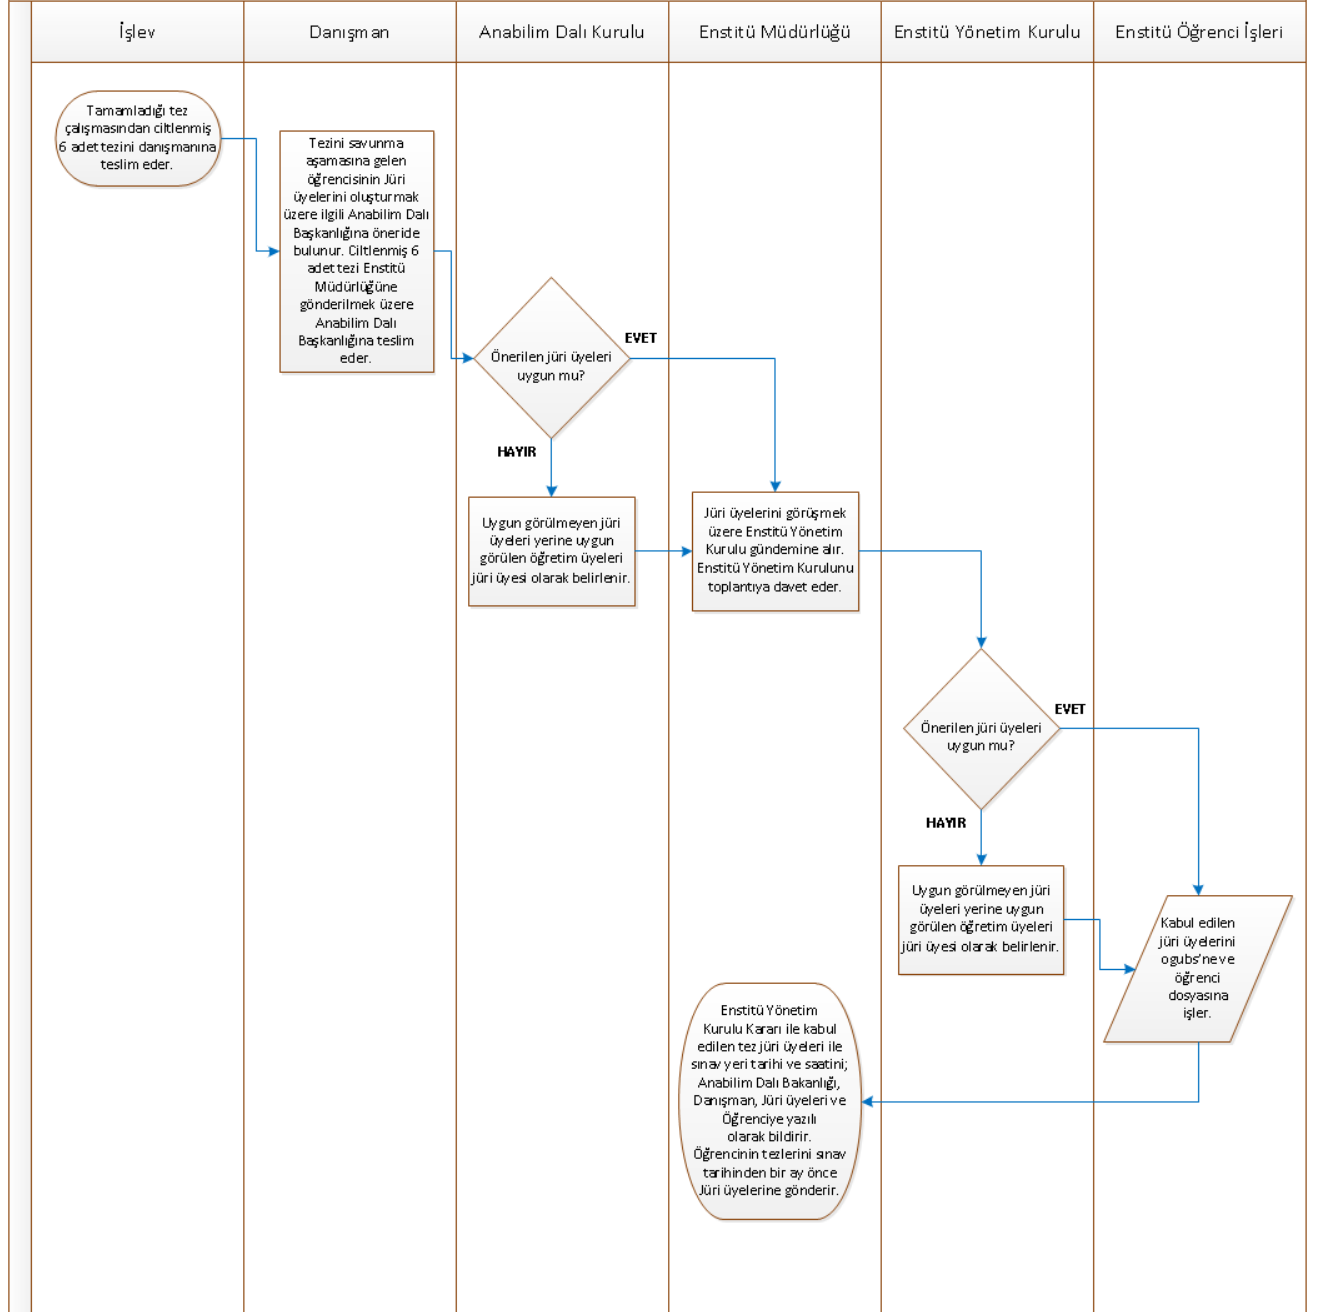 İşlev
Danışman
Anabilim Dalı Kurulu
Enstitü Müdürlüğü
Enstitü Yönetim Kurulu
Enstitü Öğrenci İşleri
Tamamladığı tez
çalışmasından ciltlenmiş
6 adet tezini danışmanına
teslim eder.
Tezini savunma
aşamasına gelen
öğrencisinin Jüri
üyelerini oluşturmak
üzere ilgili Anabilim Dalı
Başkanlığına öneride
bulunur. Ciltlenmiş 6
adet tezi Enstitü
Müdürlüğüne
gönderilmek üzere
Anabilim Dalı
Başkanlığına teslim
eder.
Önerilen jüri üyeleri
uygun mu?
EVET
HAYIR
Uygun görülmeyen jüri
üyeleri yerine uygun
görülen öğretim üyeleri
jüri üyesi olarak belirlenir.
Jüri üyelerini görüşmek
üzere Enstitü Yönetim
Kurulu gündemine alır.
Enstitü Yönetim Kurulunu
toplantıya davet eder.
Önerilen jüri üyeleri
uygun mu?
EVET
HAYIR
Uygun görülmeyen jüri
üyeleri yerine uygun
görülen öğretim üyeleri
jüri üyesi olarak belirlenir.
Kabul edilen
jüri üyelerini
ogubs'ne ve
öğrenci
dosyasına
işler.
Enstitü Yönetim
Kurulu Kararı ile kabul
edilen tez jüri üyeleri ile
sınav yeri tarihi ve saatini;
Anabilim Dalı Bakanlığı,
Danışman, Jüri üyeleri ve
Öğrenciye yazılı
olarak bildirir.
Öğrencinin tezlerini sınav
tarihinden bir ay önce
Jüri üyelerine gönderir.